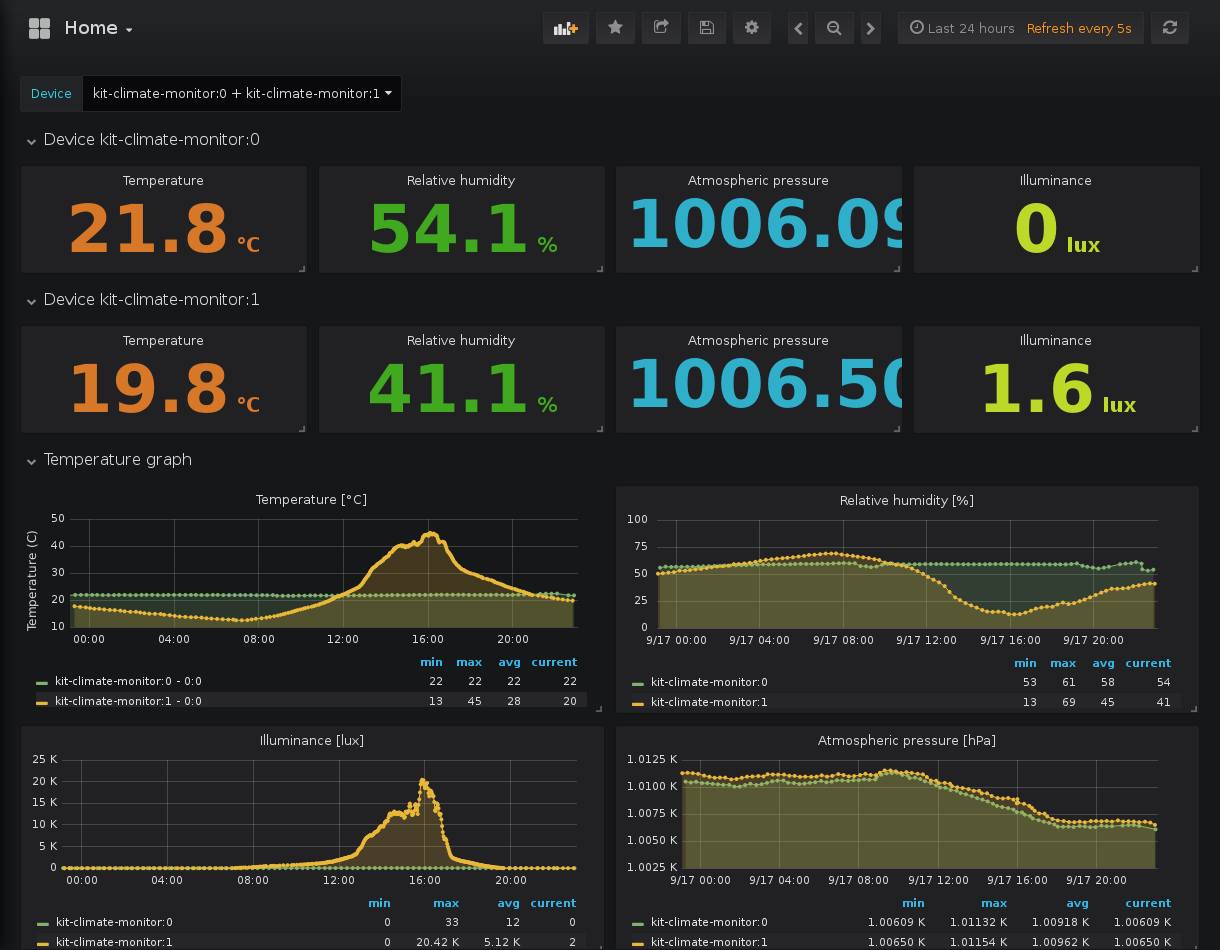 Home
Last 24 hours Refresh every 5s
Device kit-climate-monitor:0 + kit-climate-monitor:1
Device kit-climate-monitor:0
Temperature Relative humidity Atmospheric pressure Illuminance
21.8 °C 54.1 % 1006.09 0 lux
Device kit-climate-monitor:1
Temperature Relative humidity Atmospheric pressure Illuminance
19.8 °C 41.1 % 1006.50 1.6 lux
Temperature graph
Temperature [°C]
Temperature (C)
50
40
30
20
10
00:00 04:00 08:00 12:00 16:00 20:00
min max avg current
kit-climate-monitor:0 - 0:0 22 22 22 22
kit-climate-monitor:1 - 0:0 13 45 28 20
Relative humidity [%]
100
75
50
25
0
9/17 00:00 9/17 04:00 9/17 08:00 9/17 12:00 9/17 16:00 9/17 20:00
min max avg current
kit-climate-monitor:0 53 61 58 54
kit-climate-monitor:1 13 69 45 41
Illuminance [lux]
25 K
20 K
15 K
10 K
5 K
0
00:00 04:00 08:00 12:00 16:00 20:00
min max avg current
kit-climate-monitor:0 0 33 12 0
kit-climate-monitor:1 0 20.42 K 5.12 K 2
Atmospheric pressure [hPa]
1.0125 K
1.0100 K
1.0075 K
1.0050 K
1.0025 K
9/17 00:00 9/17 04:00 9/17 08:00 9/17 12:00 9/17 16:00 9/17 20:00
min max avg current
kit-climate-monitor:0 1.00609 K 1.01132 K 1.00918 K 1.00609 K
kit-climate-monitor:1 1.00650 K 1.01154 K 1.00962 K 1.00650 K